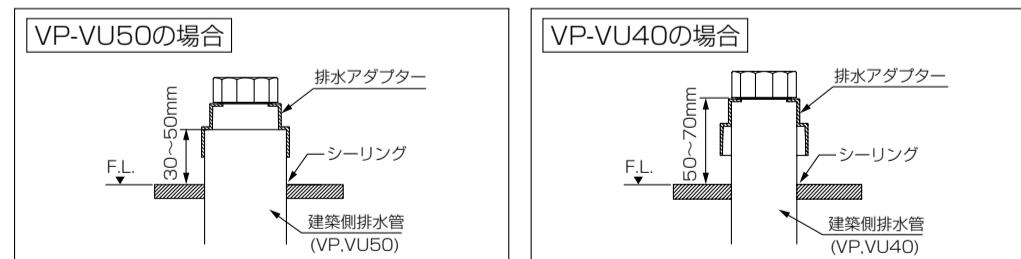 VP-VU50の場合
排水アダプター
30～50mm
シーリング
F.L.
建築側排水管
(VP,VU50)
VP-VU40の場合
排水アダプター
50～70mm
シーリング
F.L.
建築側排水管
(VP,VU40)